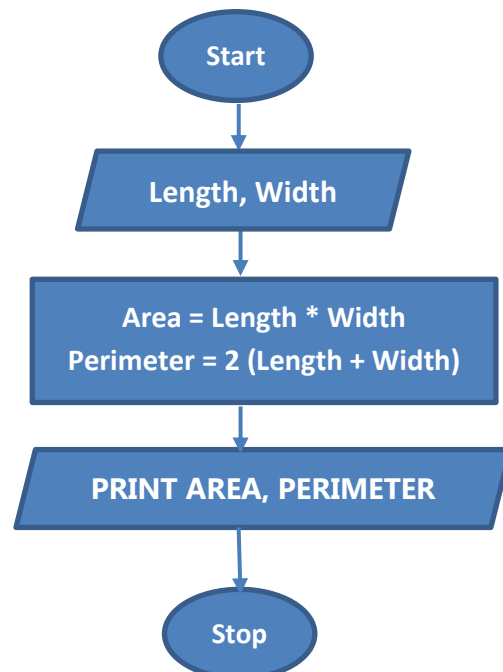 Start
Length, Width
Area = Length * Width
Perimeter = 2 (Length + Width)
PRINT AREA, PERIMETER
Stop